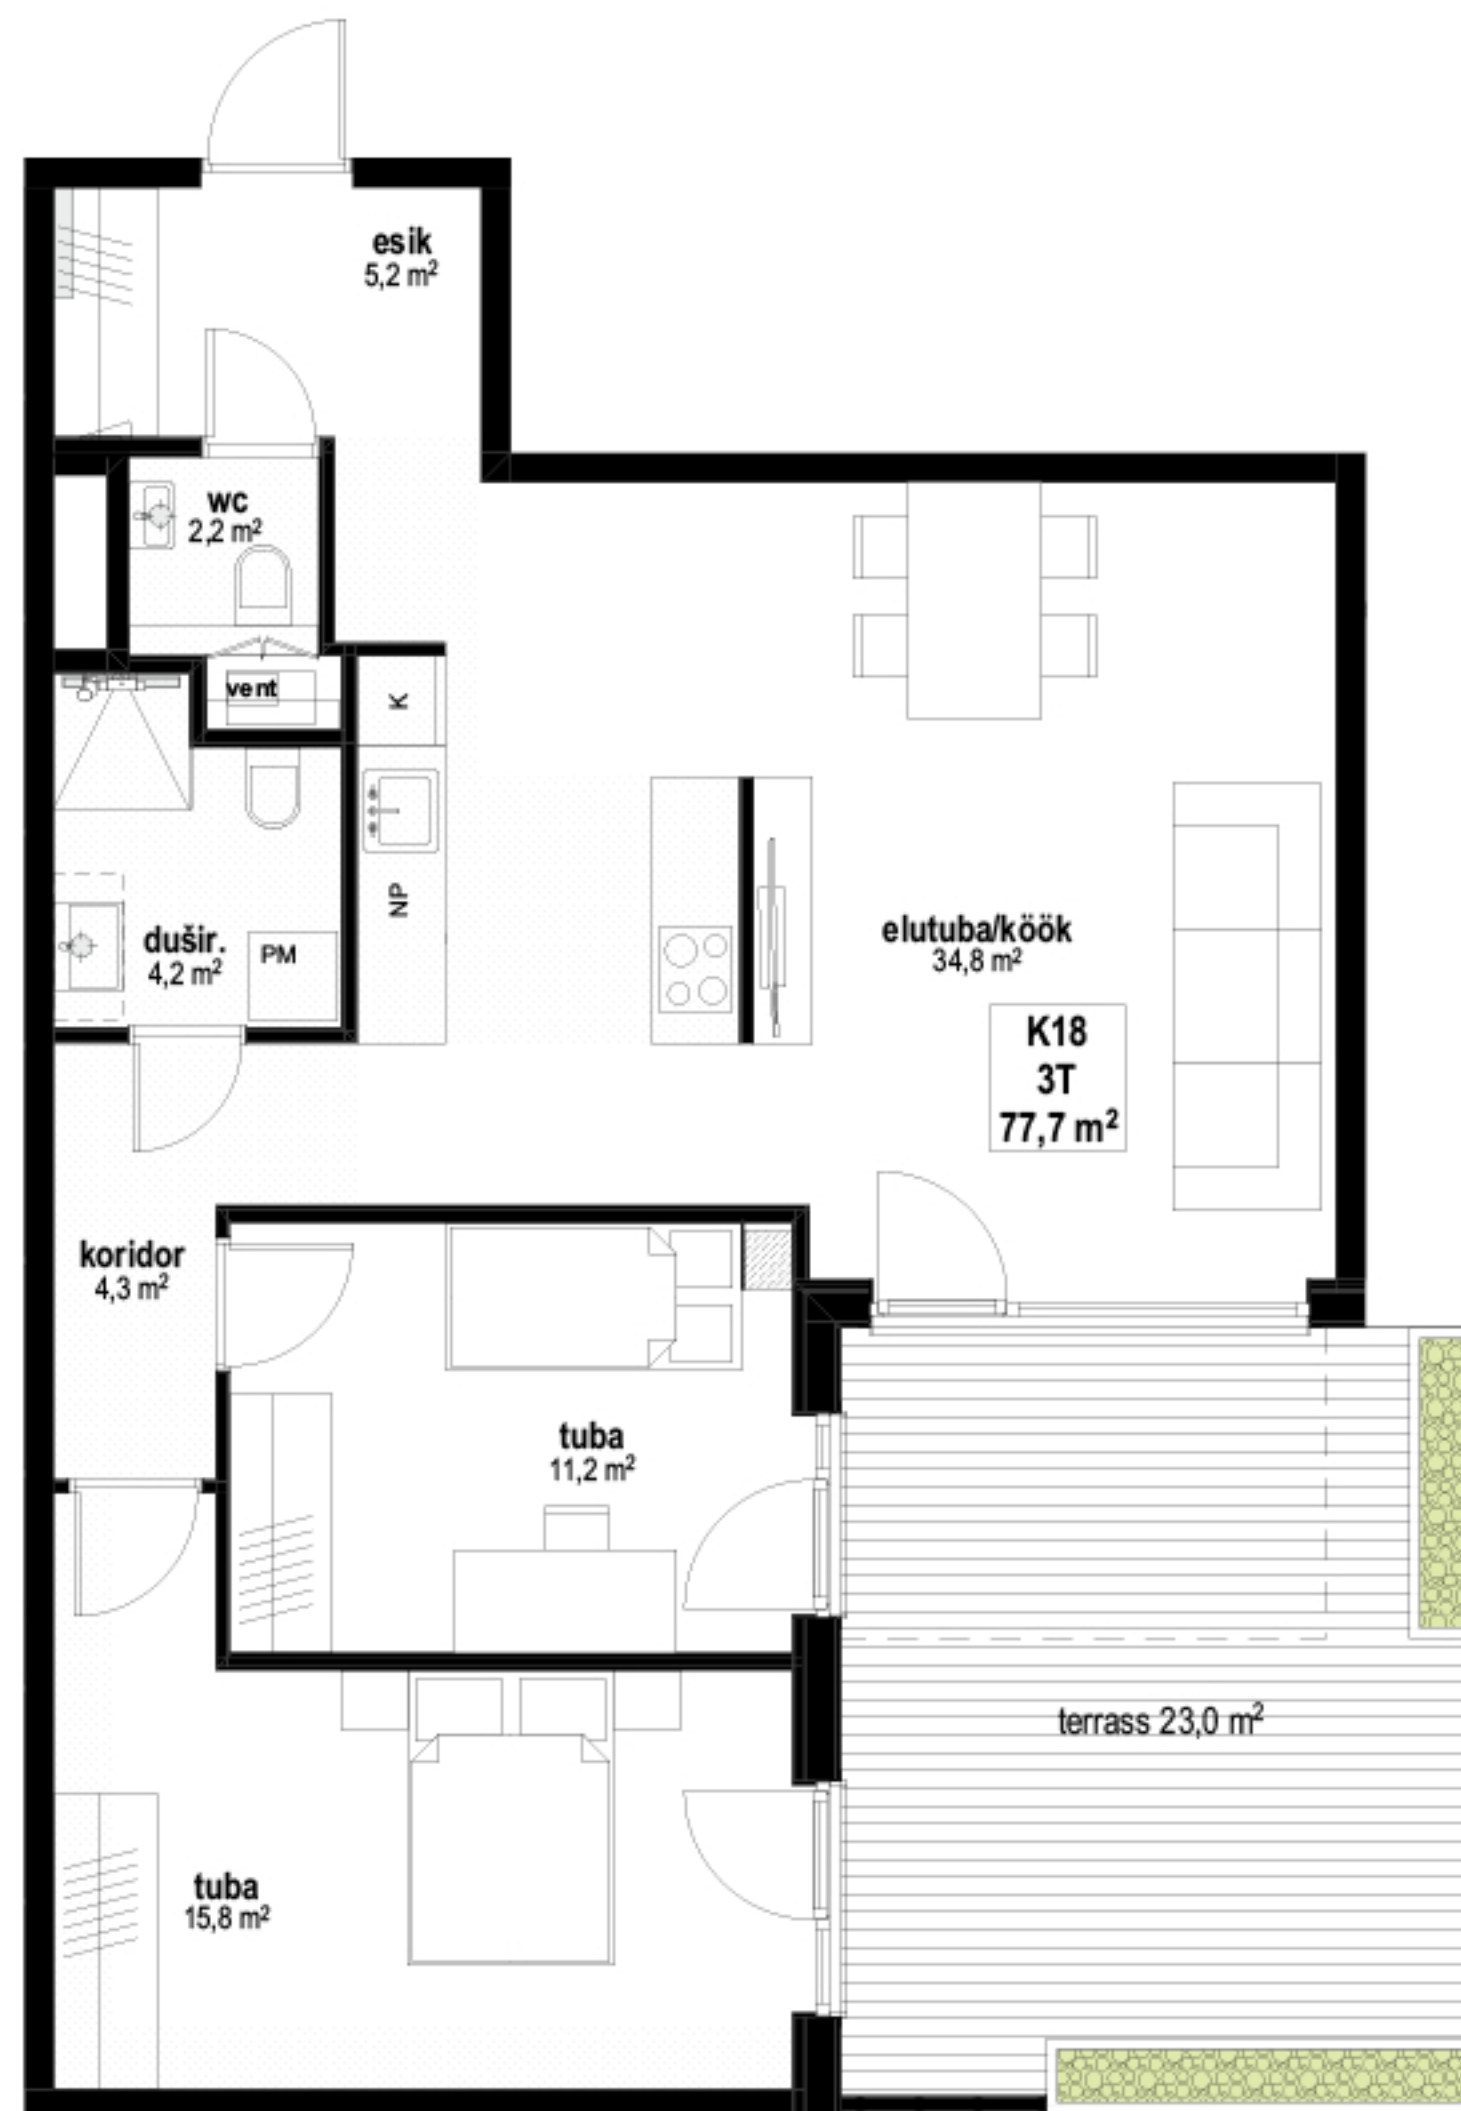 esik
5,2 m²
wc
2,2 m²
vent
K
NP
dušir.
4,2 m²
PM
elutuba/köök
34,8 m²
K18
3T
77,7 m²
koridor
4,3 m²
tuba
11,2 m²
terrass 23,0 m²
tuba
15,8 m²